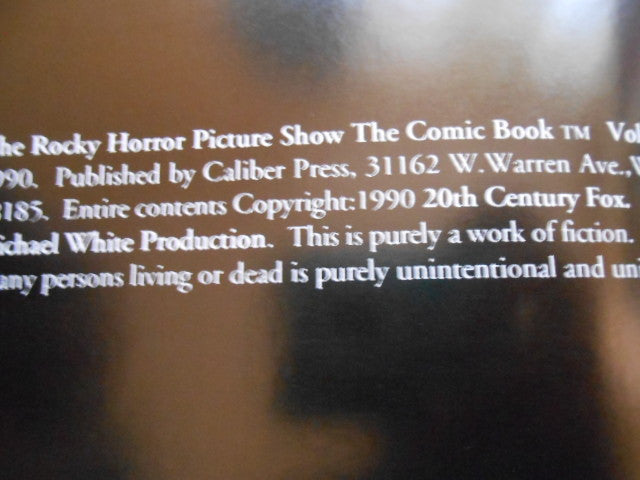 he Rocky Horror Picture Show The Comic Book TM Vol
990. Published by Caliber Press, 31162 W.Warren Ave.,W
8185. Entire contents Copyright:1990 20th Century Fox.
ichael White Production. This is purely a work of fiction.
any persons living or dead is purely unintentional and uni